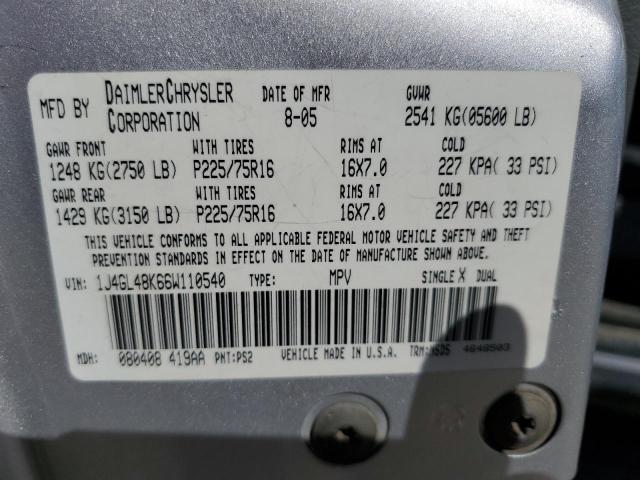 MFD BY DAIMLERCHRYSLER CORPORATION DATE OF MFR 8-05 GVWR 2541 KG(05600 LB)
GAWR FRONT WITH TIRES RIMS AT COLD
1248 KG(2750 LB) P225/75R16 16X7.0 227 KPA( 33 PSI)
GAWR REAR WITH TIRES RIMS AT COLD
1429 KG(3150 LB) P225/75R16 16X7.0 227 KPA( 33 PSI)
THIS VEHICLE CONFORMS TO ALL APPLICABLE FEDERAL MOTOR VEHICLE SAFETY AND THEFT
PREVENTION STANDARDS IN EFFECT ON THE DATE OF MANUFACTURE SHOWN ABOVE.
VIN: 1J4GL48K66W110540 TYPE: MPV SINGLE X DUAL
MDH: 080408 419AA PNT:PS2 VEHICLE MADE IN U.S.A. TRM: 4648503